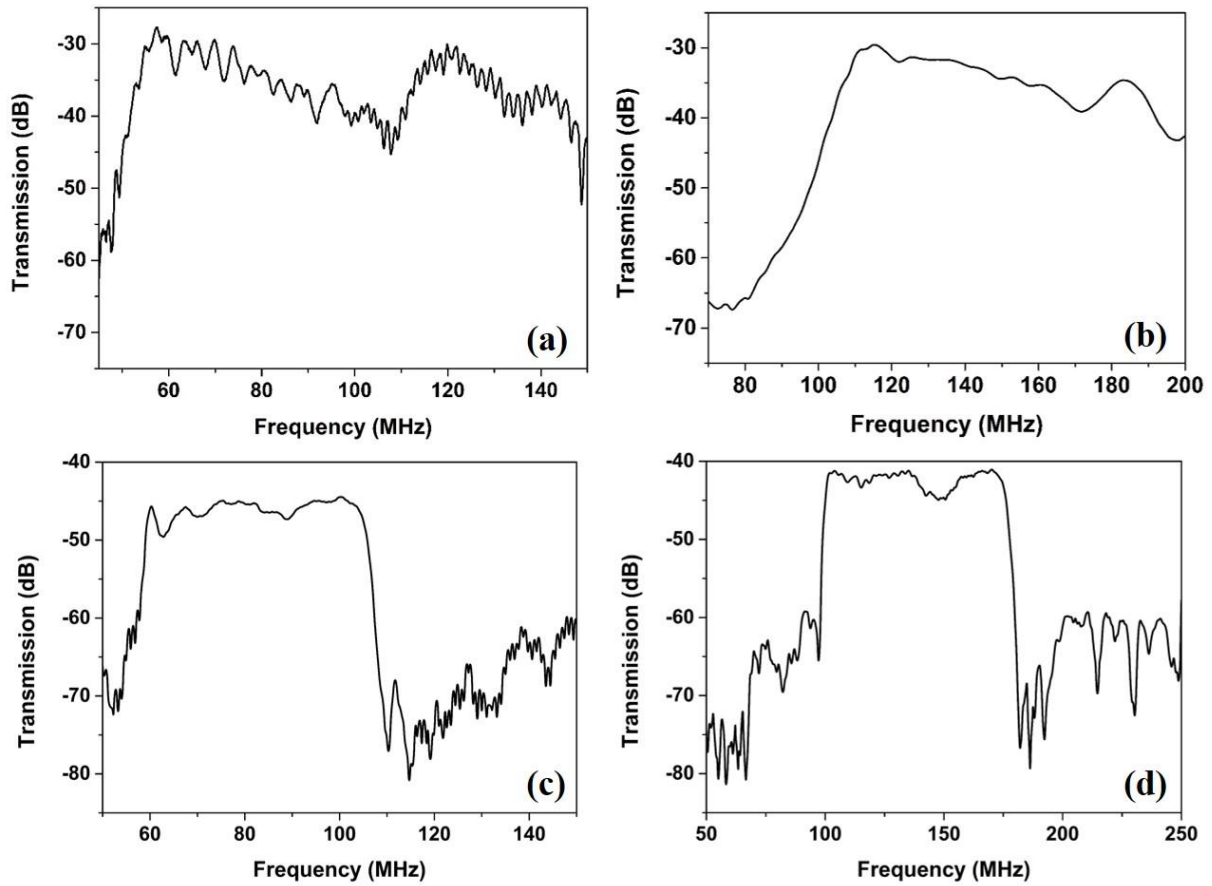 -30
-40
-50
-60
-70
Transmission (dB)
60 80 100 120 140
Frequency (MHz)
(a)
-30
-40
-50
-60
-70
Transmission (dB)
80 100 120 140 160 180 200
Frequency (MHz)
(b)
-40
-50
-60
-70
-80
Transmission (dB)
60 80 100 120 140
Frequency (MHz)
(c)
-40
-50
-60
-70
-80
Transmission (dB)
50 100 150 200 250
Frequency (MHz)
(d)